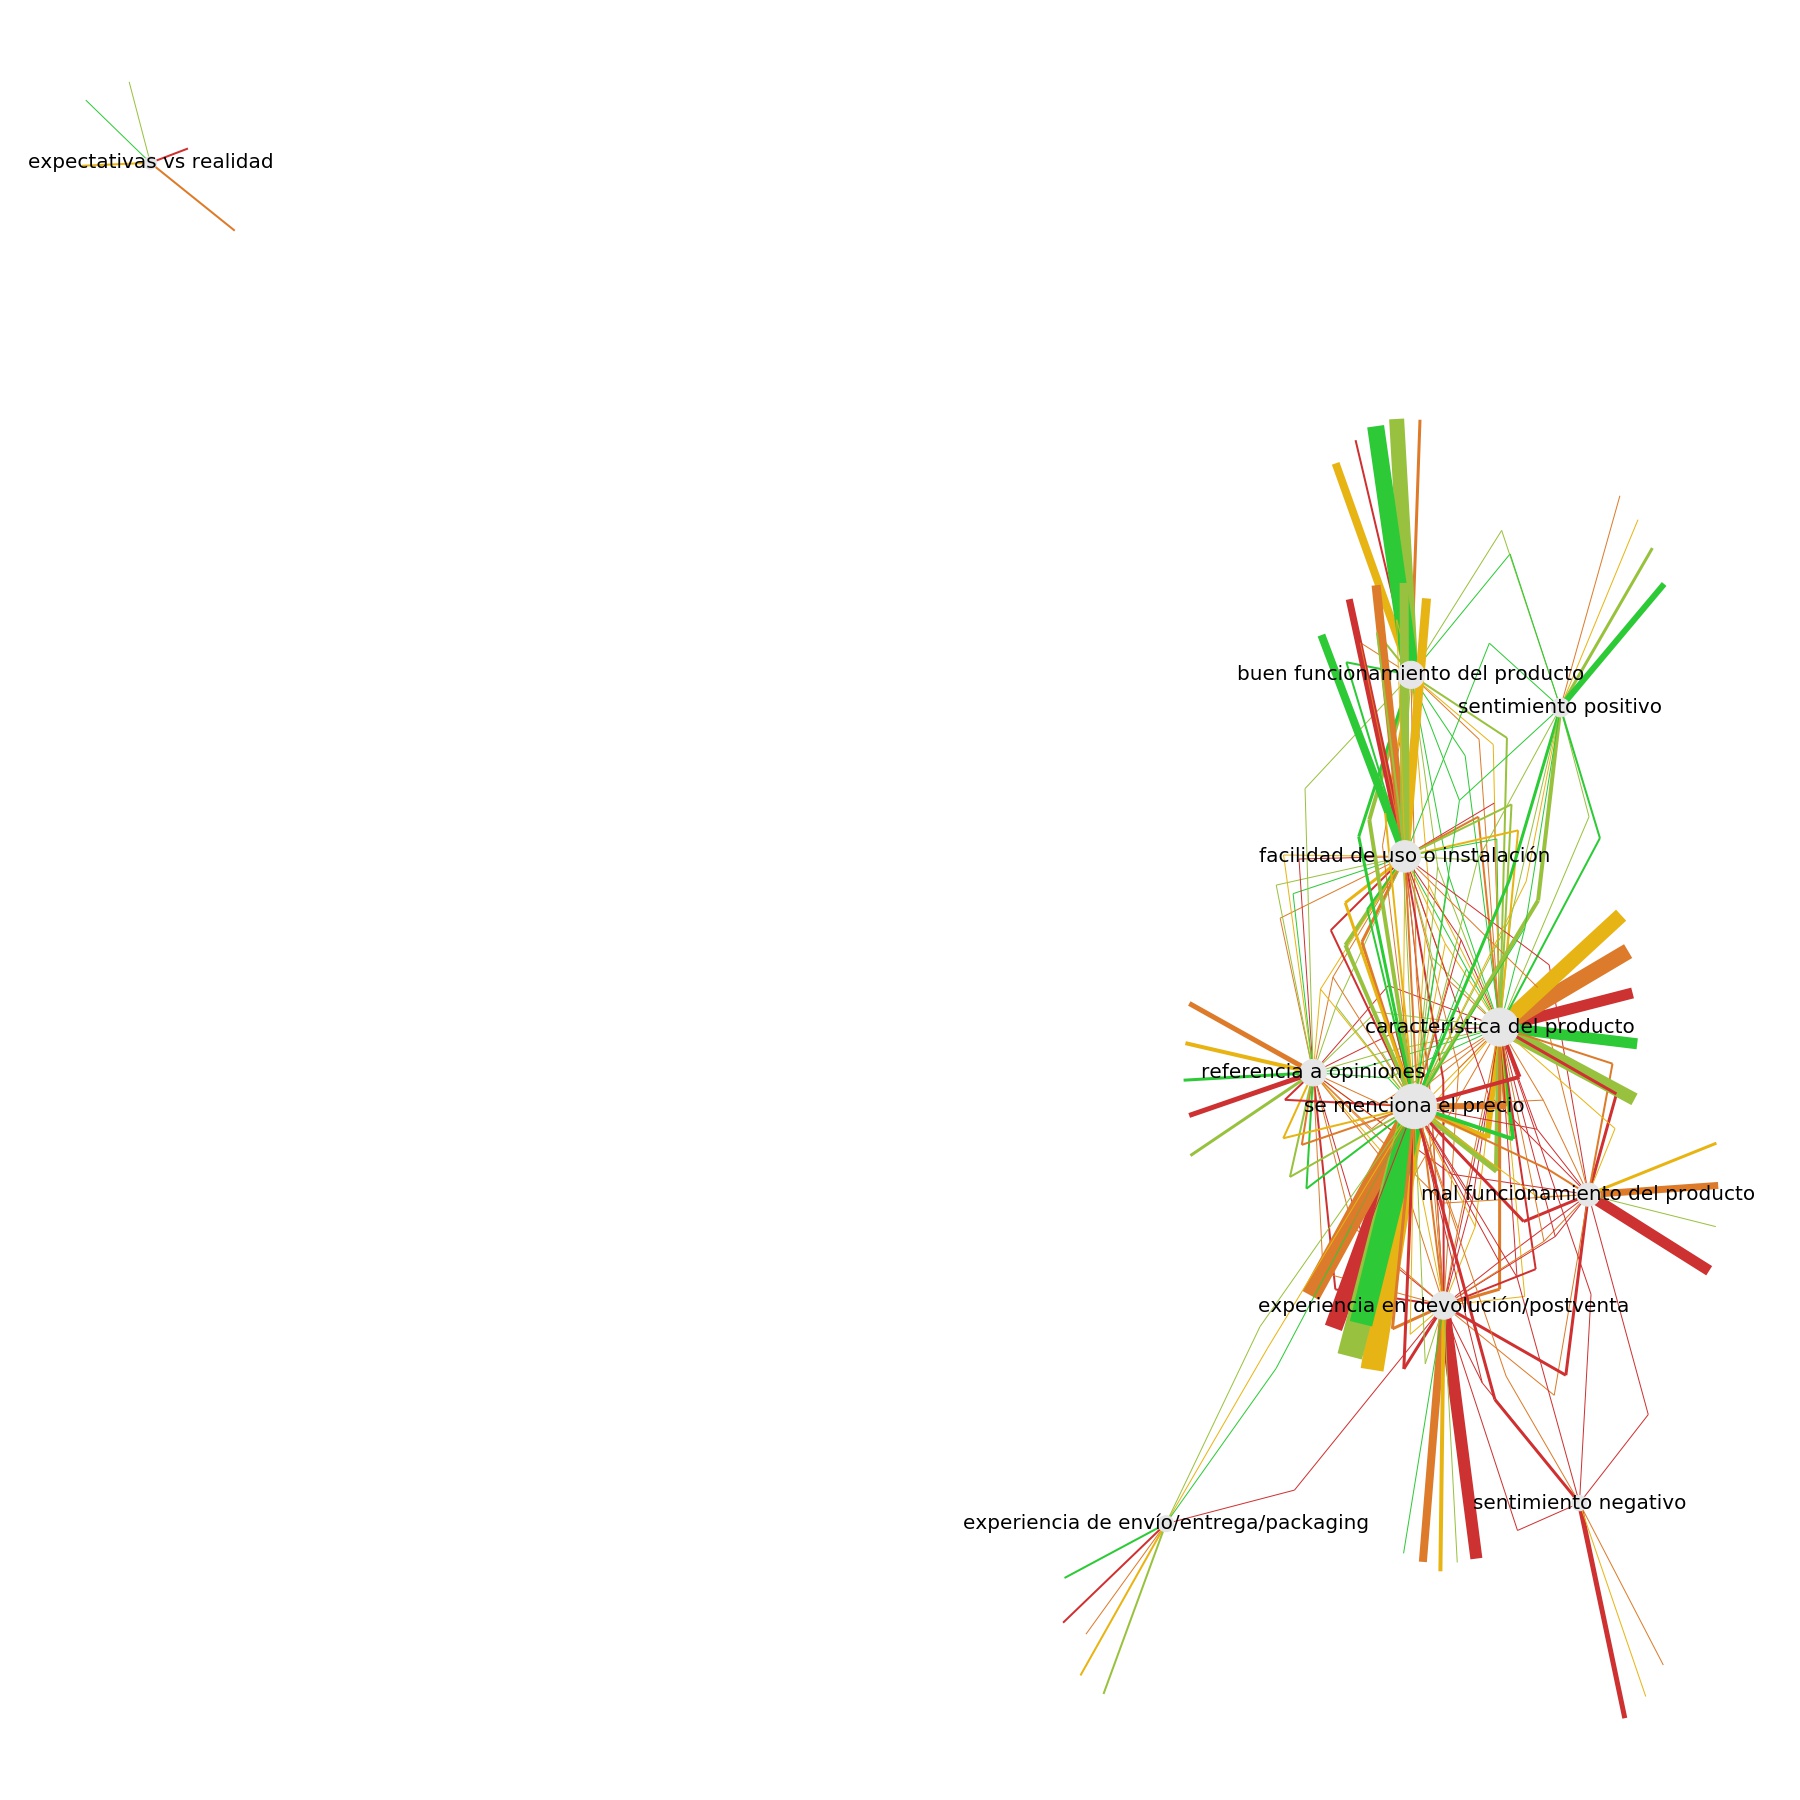 expectativas vs realidad
buen funcionamiento del producto
sentimiento positivo
facilidad de uso o instalación
característica del producto
referencia a opiniones
se menciona el precio
mal funcionamiento del producto
experiencia en devolución/postventa
sentimiento negativo
experiencia de envío/entrega/packaging